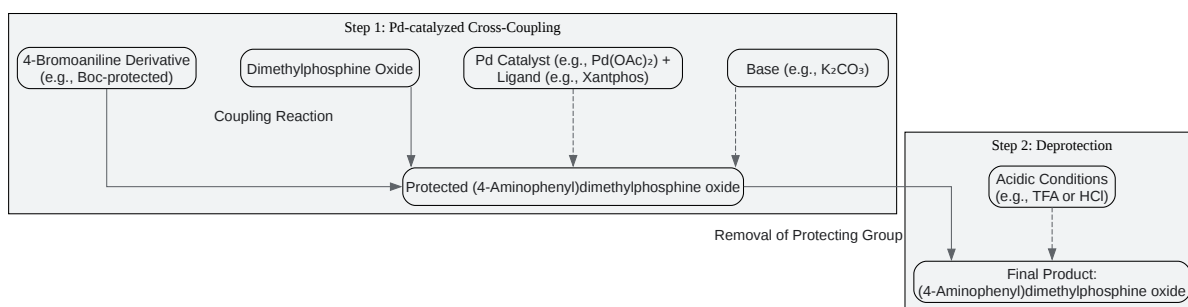 Step 1: Pd-catalyzed Cross-Coupling
4-Bromoaniline Derivative
(e.g., Boc-protected)
Dimethylphosphine Oxide
Pd Catalyst (e.g., Pd(OAc)₂) +
Ligand (e.g., Xantphos)
Base (e.g., K₂CO₃)
Coupling Reaction
Protected (4-Aminophenyl)dimethylphosphine oxide
Step 2: Deprotection
Acidic Conditions
(e.g., TFA or HCl)
Removal of Protecting Group
Final Product:
(4-Aminophenyl)dimethylphosphine oxide